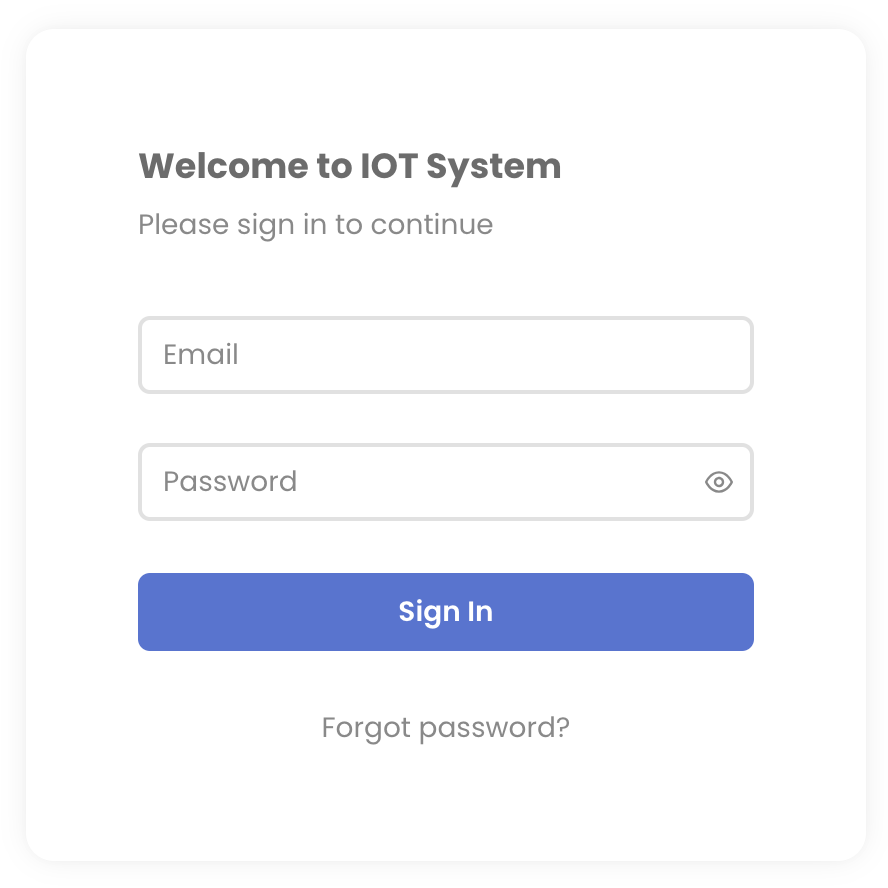 Welcome to IOT System
Please sign in to continue
Email
Password
Sign In
Forgot password?